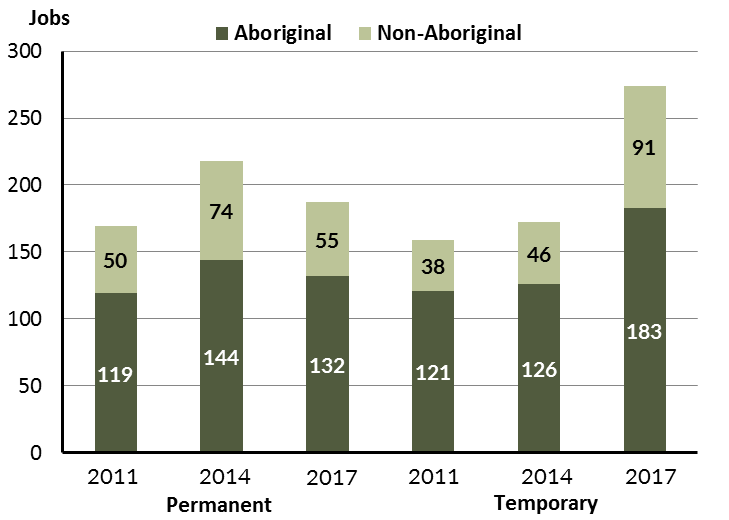 Jobs
Aboriginal Non-Aboriginal
300
250
200
150
100
50
0
50 74 55 38 46 91
119 144 132 121 126 183
2011 2014 2017 2011 2014 2017
Permanent Temporary